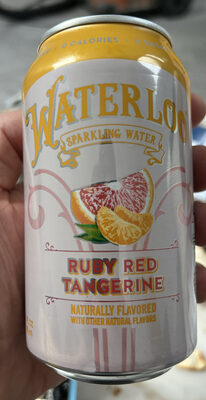 0 CALORIES
WATERLOO
SPARKLING WATER
RUBY RED
TANGERINE
NATURALLY FLAVORED
WITH OTHER NATURAL FLAVORS